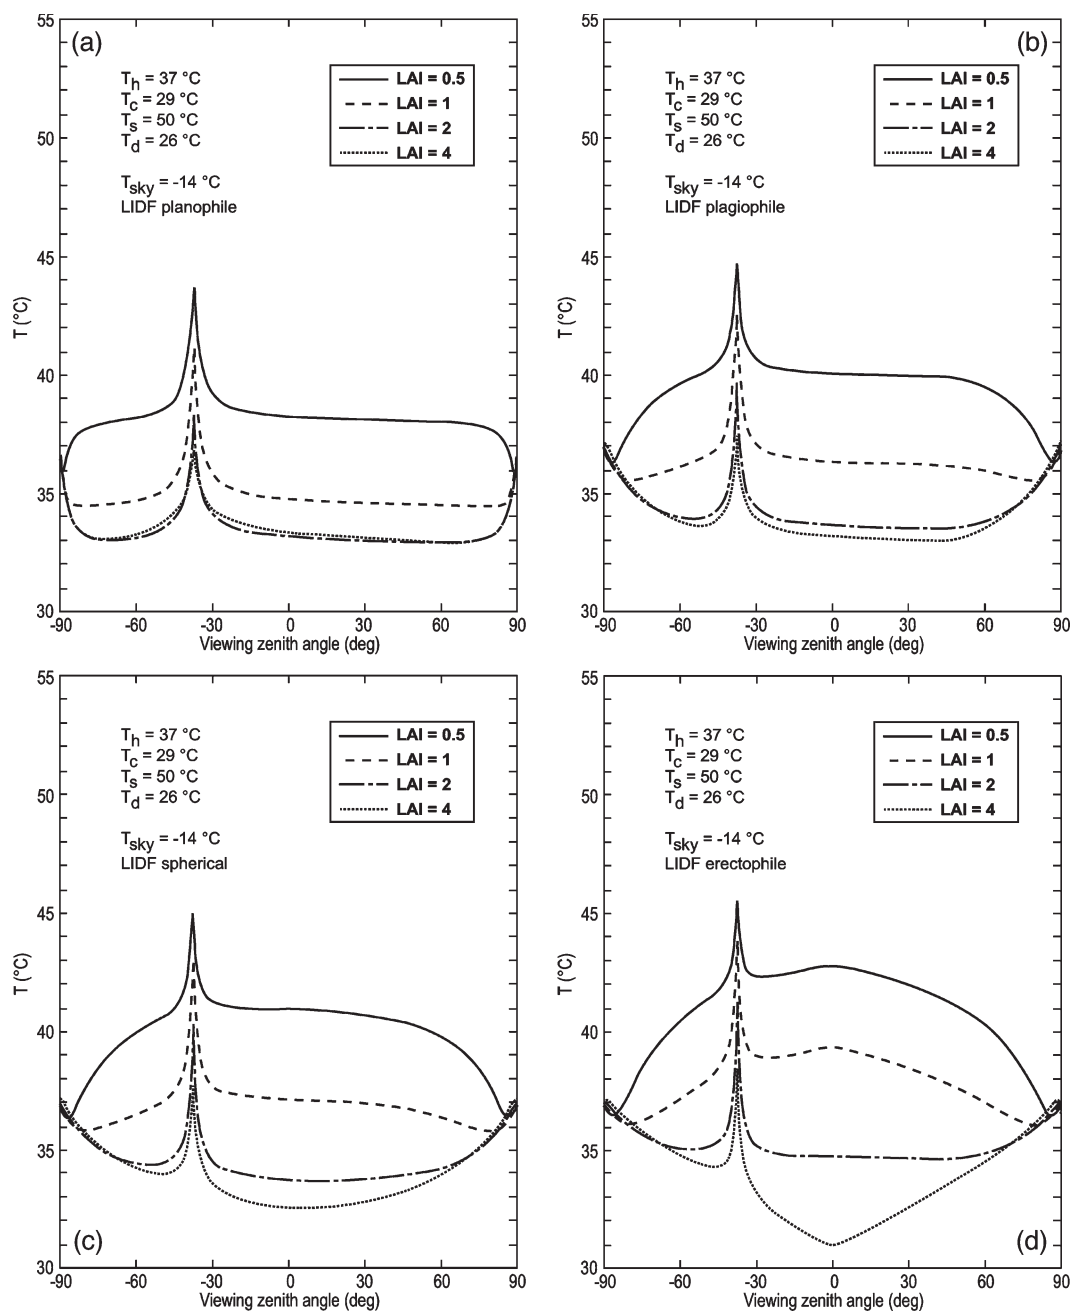 (a)
T_h = 37 °C
T_c = 29 °C
T_s = 50 °C
T_d = 26 °C
T_sky = -14 °C
LIDF planophile
LAI = 0.5
LAI = 1
LAI = 2
LAI = 4
55
50
45
40
35
30
T (°C)
-90 -60 -30 0 30 60 90
Viewing zenith angle (deg)
(b)
T_h = 37 °C
T_c = 29 °C
T_s = 50 °C
T_d = 26 °C
T_sky = -14 °C
LIDF plagiophile
LAI = 0.5
LAI = 1
LAI = 2
LAI = 4
55
50
45
40
35
30
T (°C)
-90 -60 -30 0 30 60 90
Viewing zenith angle (deg)
T_h = 37 °C
T_c = 29 °C
T_s = 50 °C
T_d = 26 °C
T_sky = -14 °C
LIDF spherical
LAI = 0.5
LAI = 1
LAI = 2
LAI = 4
55
50
45
40
35
30
T (°C)
(c)
-90 -60 -30 0 30 60 90
Viewing zenith angle (deg)
T_h = 37 °C
T_c = 29 °C
T_s = 50 °C
T_d = 26 °C
T_sky = -14 °C
LIDF erectophile
LAI = 0.5
LAI = 1
LAI = 2
LAI = 4
55
50
45
40
35
30
T (°C)
(d)
-90 -60 -30 0 30 60 90
Viewing zenith angle (deg)